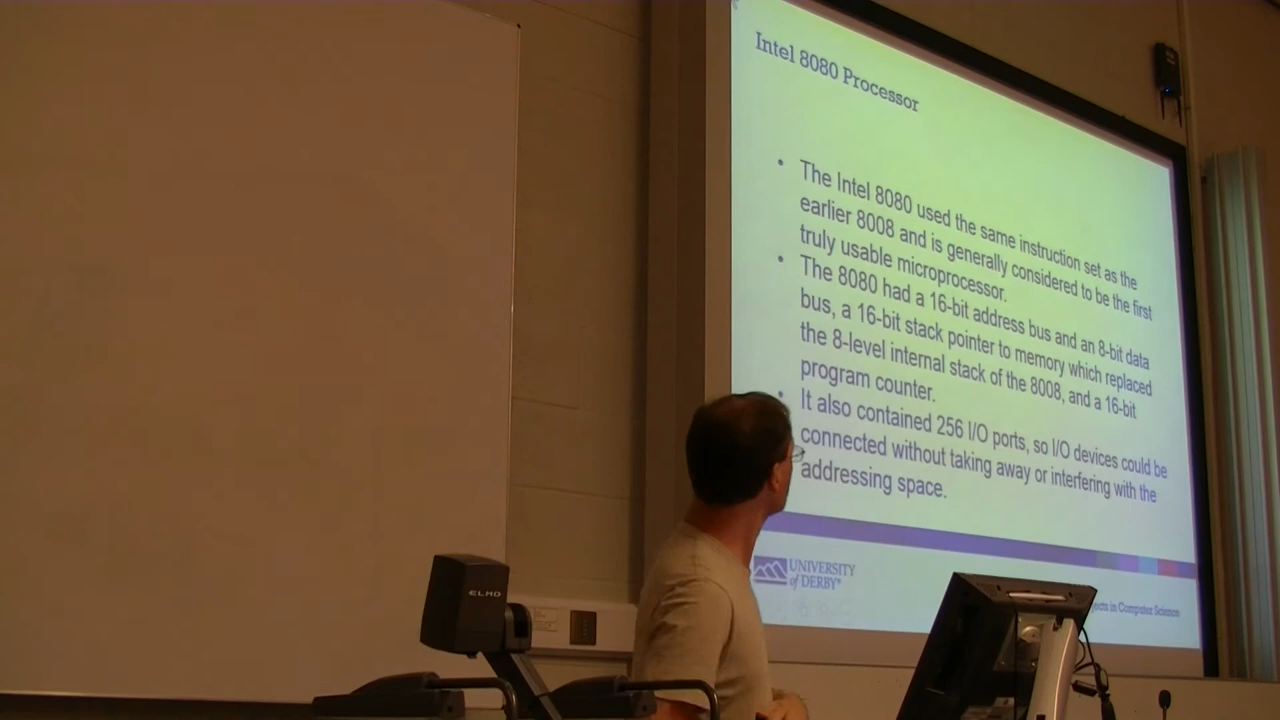 Intel 8080 Processor
• The Intel 8080 used the same instruction set as the
earlier 8008 and is generally considered to be the first
truly usable microprocessor.
• The 8080 had a 16-bit address bus and an 8-bit data
bus, a 16-bit stack pointer to memory which replaced
the 8-level internal stack of the 8008, and a 16-bit
program counter.
• It also contained 256 I/O ports, so I/O devices could be
connected without taking away or interfering with the
addressing space.
UNIVERSITY
of DERBY
in Computer Science
ELMO